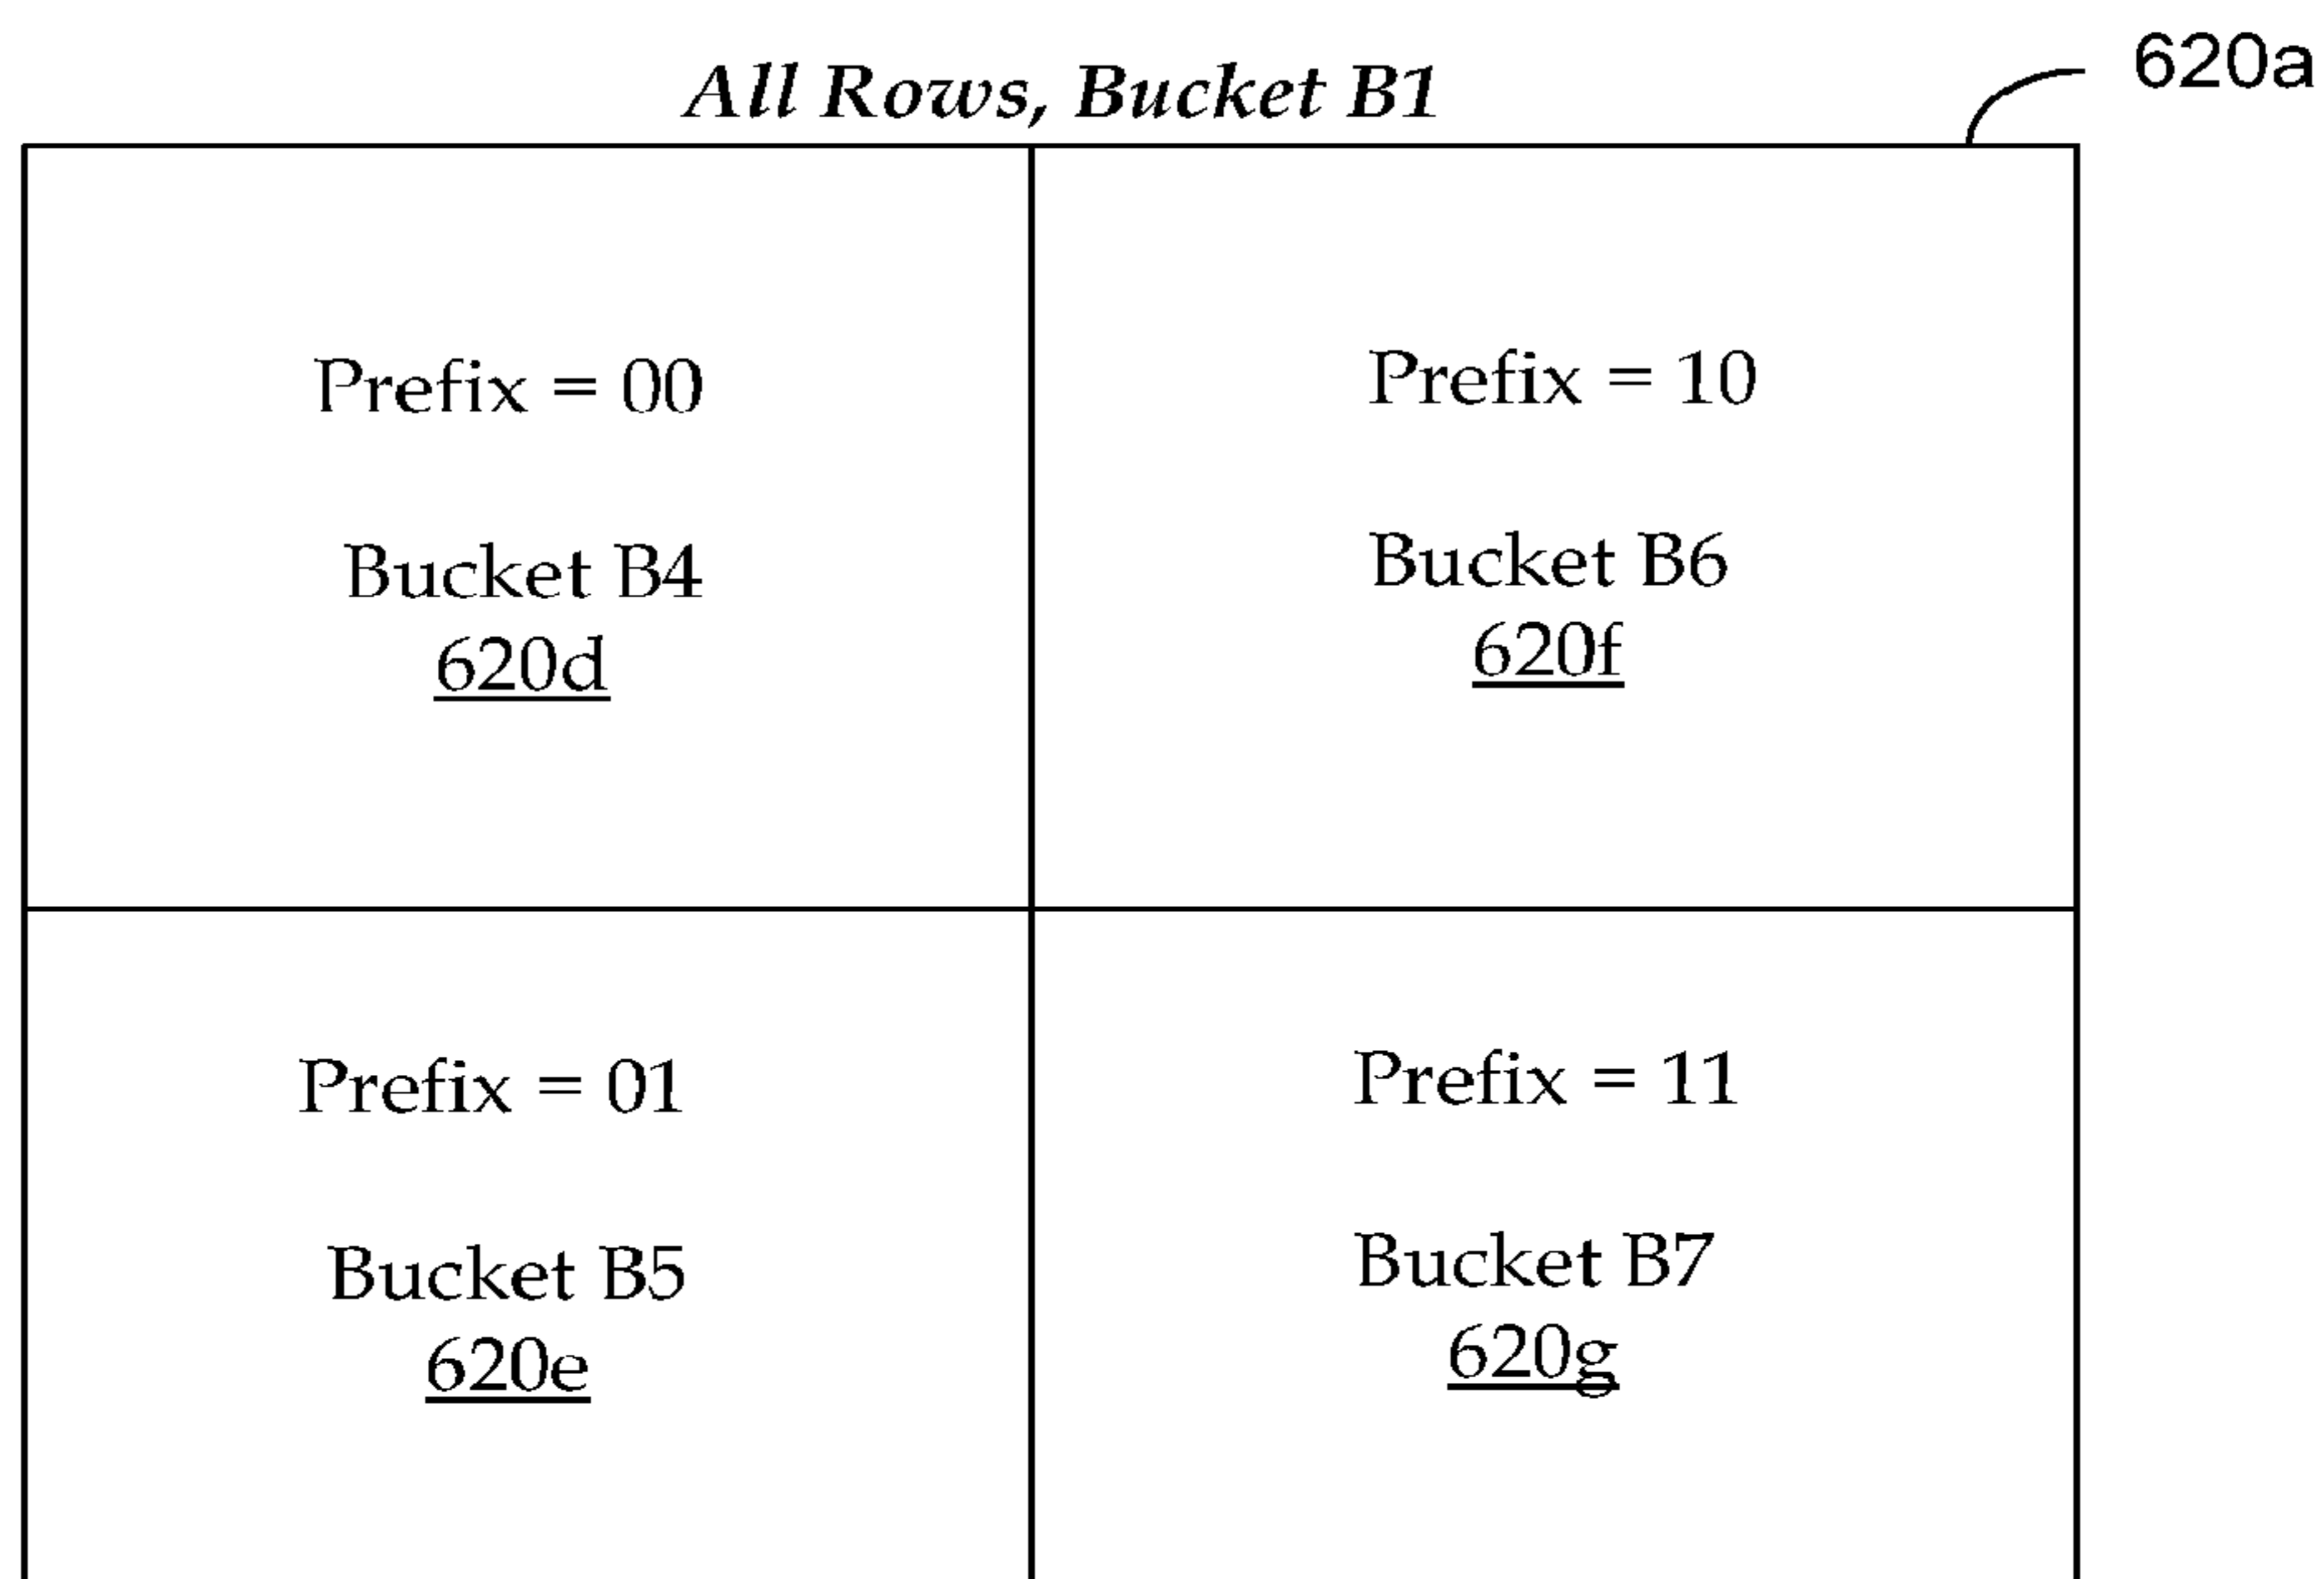 All Rows, Bucket B1
620a
Prefix = 00
Bucket B4
620d
Prefix = 10
Bucket B6
620f
Prefix = 01
Bucket B5
620e
Prefix = 11
Bucket B7
620g